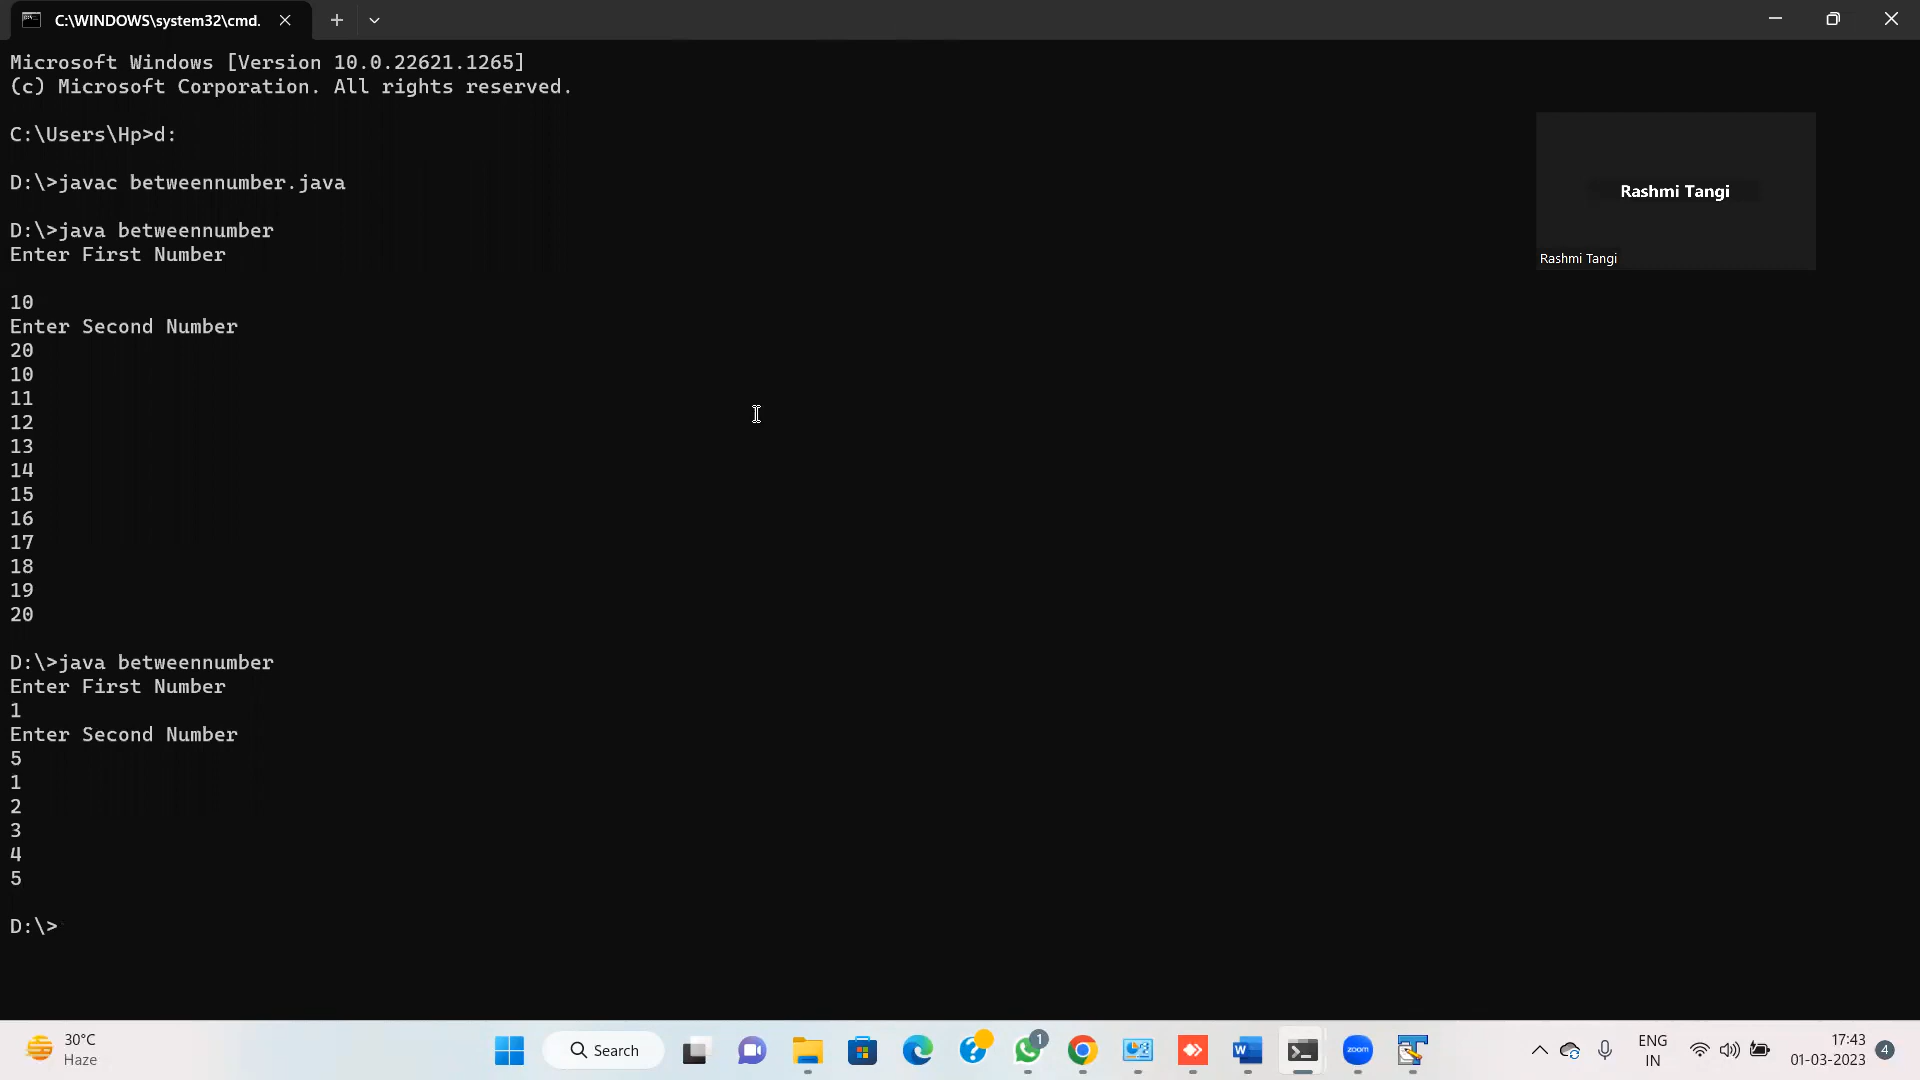 C:\WINDOWS\system32\cmd.
Microsoft Windows [Version 10.0.22621.1265]
(c) Microsoft Corporation. All rights reserved.
C:\Users\Hp>d:
D:\>javac betweennumber.java
D:\>java betweennumber
Enter First Number
10
Enter Second Number
20
10
11
12
13
14
15
16
17
18
19
20
D:\>java betweennumber
Enter First Number
1
Enter Second Number
5
1
2
3
4
5
D:\>
Rashmi Tangi
Rashmi Tangi
30°C
Haze
Search
1
zoom
ENG
IN
17:43
01-03-2023
4